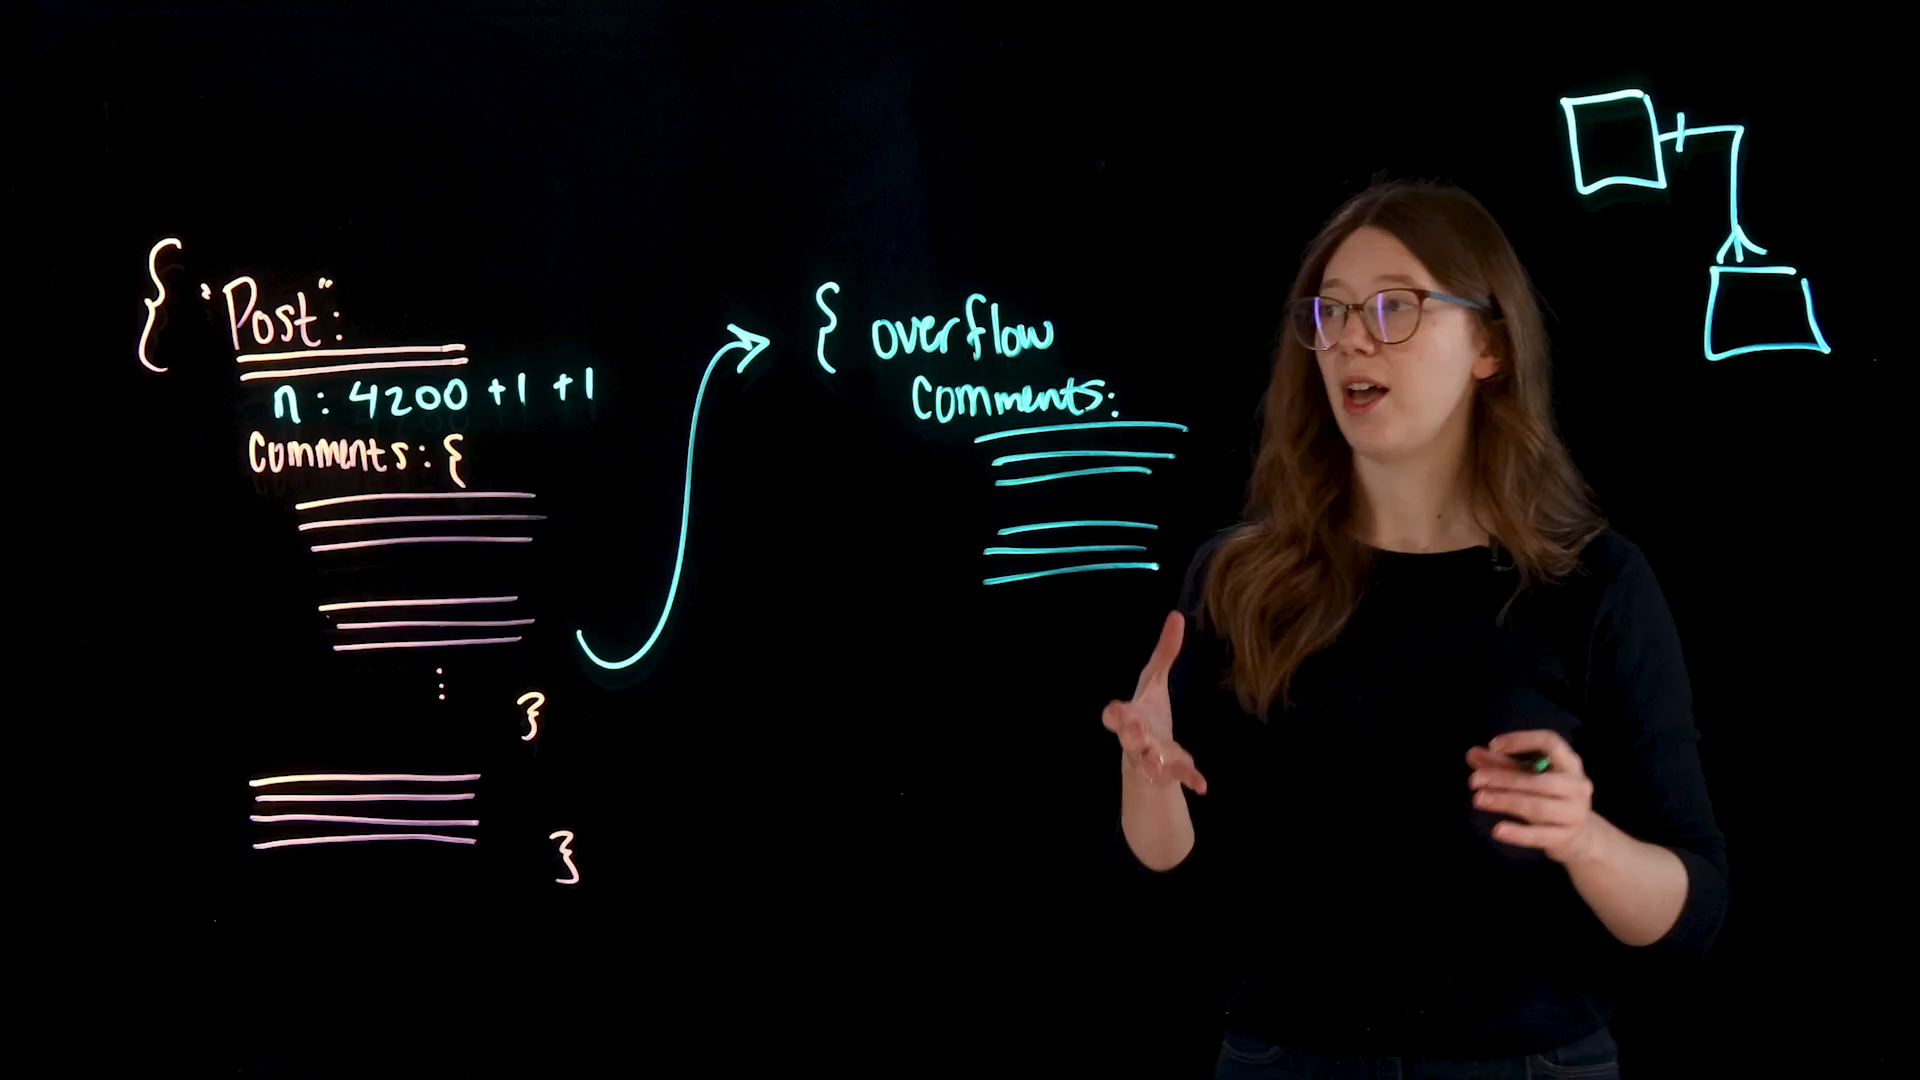 { "Post":
n: 4200 +1 +1
Comments: {
⋮
}
}
{ overflow
Comments: